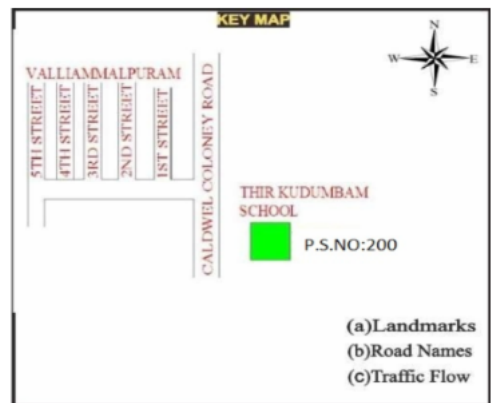 KEY MAP
N
W
E
S
VALLIAMMALPURAM
5TH STREET
4TH STREET
3RD STREET
2ND STREET
1ST STREET
CALDWEL COLONEY ROAD
THIR KUDUMBAM
SCHOOL
P.S.NO:200
(a)Landmarks
(b)Road Names
(c)Traffic Flow